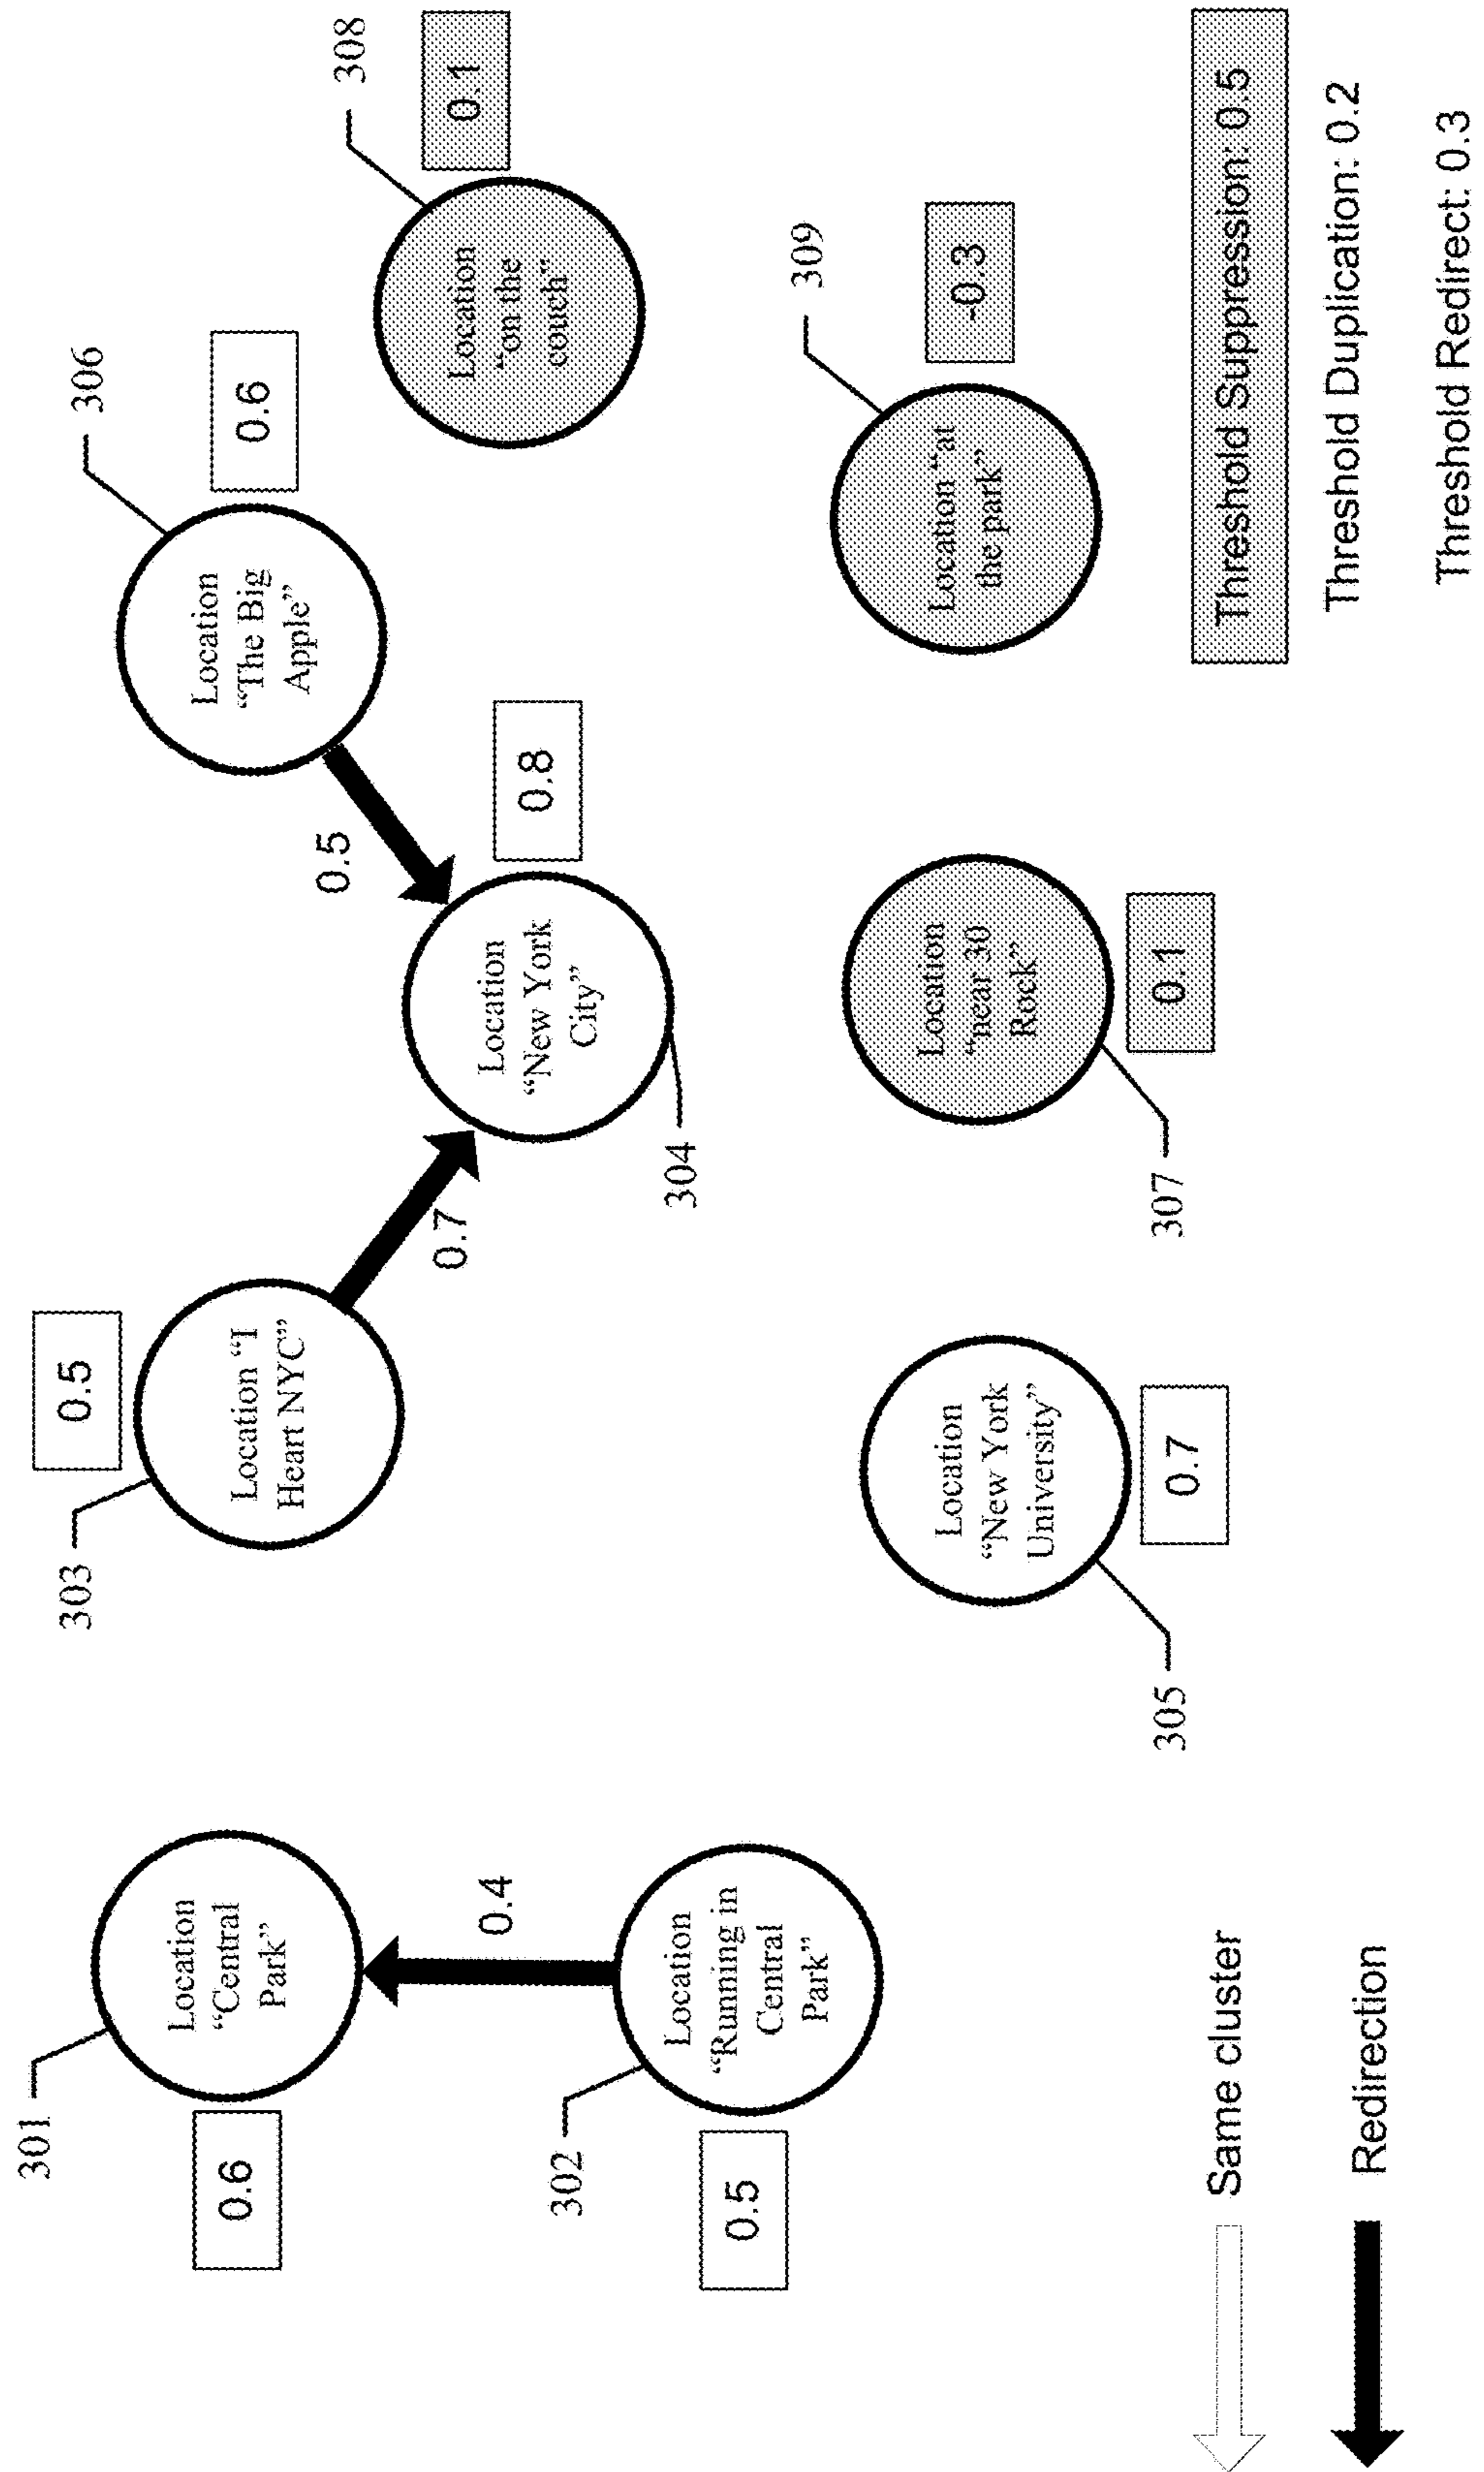 301
Location
“Central
Park”
0.6
0.4
302
Location
“Running in
Central
Park”
0.5
303
Location “I
Heart NYC”
0.5
0.7
304
Location
“New York
City”
0.8
0.5
306
Location
“The Big
Apple”
0.6
308
Location
“on the
couch”
0.1
305
Location
“New York
University”
0.7
307
Location
“near 30
Rock”
0.1
309
Location “at
the park”
-0.3
Same cluster
Redirection
Threshold Suppression: 0.5
Threshold Duplication: 0.2
Threshold Redirect: 0.3